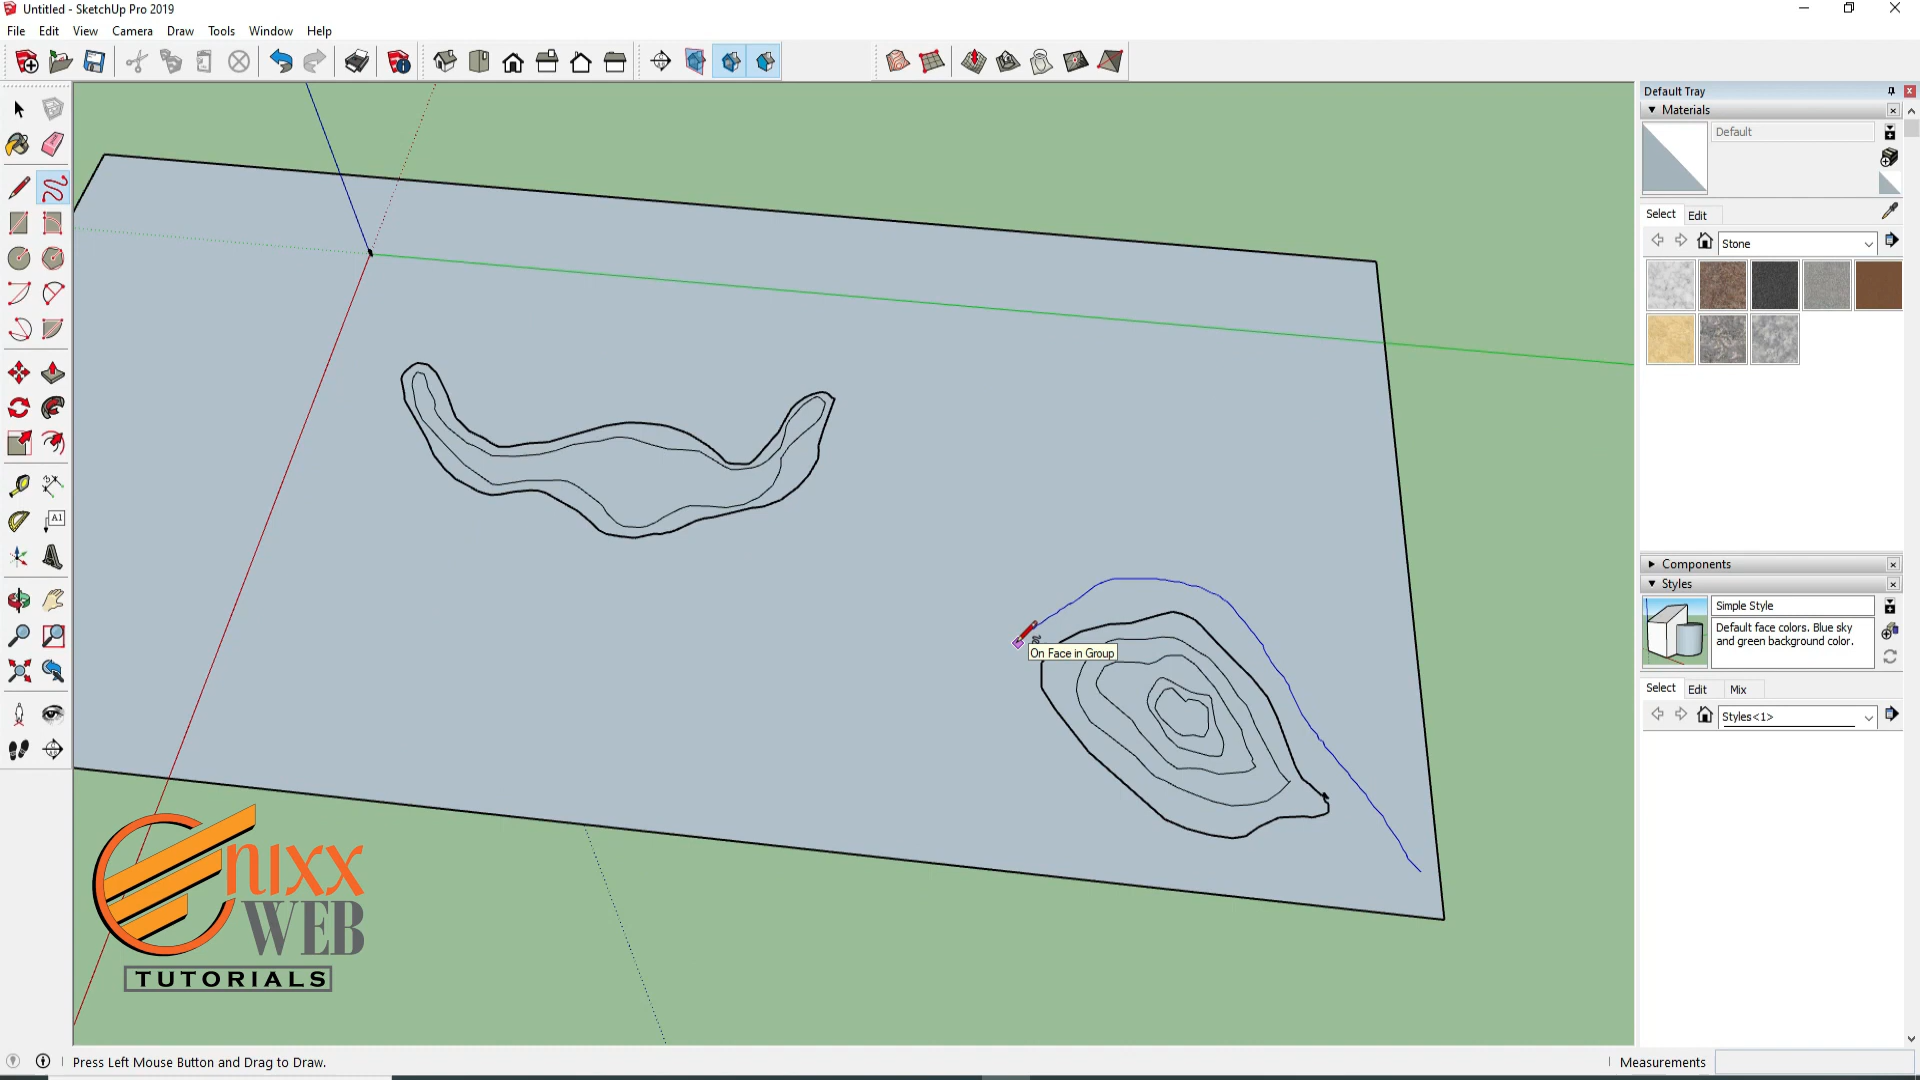 Untitled - SketchUp Pro 2019
File Edit View Camera Draw Tools Window Help
Default Tray
Materials
Default
Select Edit
Stone
A1
On Face in Group
Components
Styles
Simple Style
Default face colors. Blue sky
and green background color.
Select Edit Mix
Styles<1>
nixx
WEB
TUTORIALS
Press Left Mouse Button and Drag to Draw.
Measurements